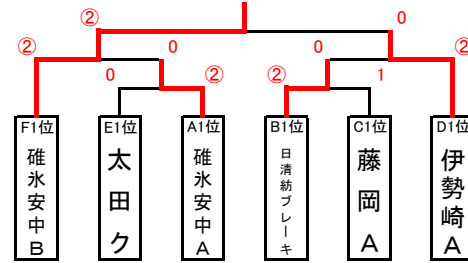 ② 0
② 0 0 ②
0 ② ② 1
F1位 E1位 A1位 B1位 C1位 D1位
碓氷安中B
太田ク
碓氷安中A
日清紡ブレーキ
藤岡A
伊勢崎A